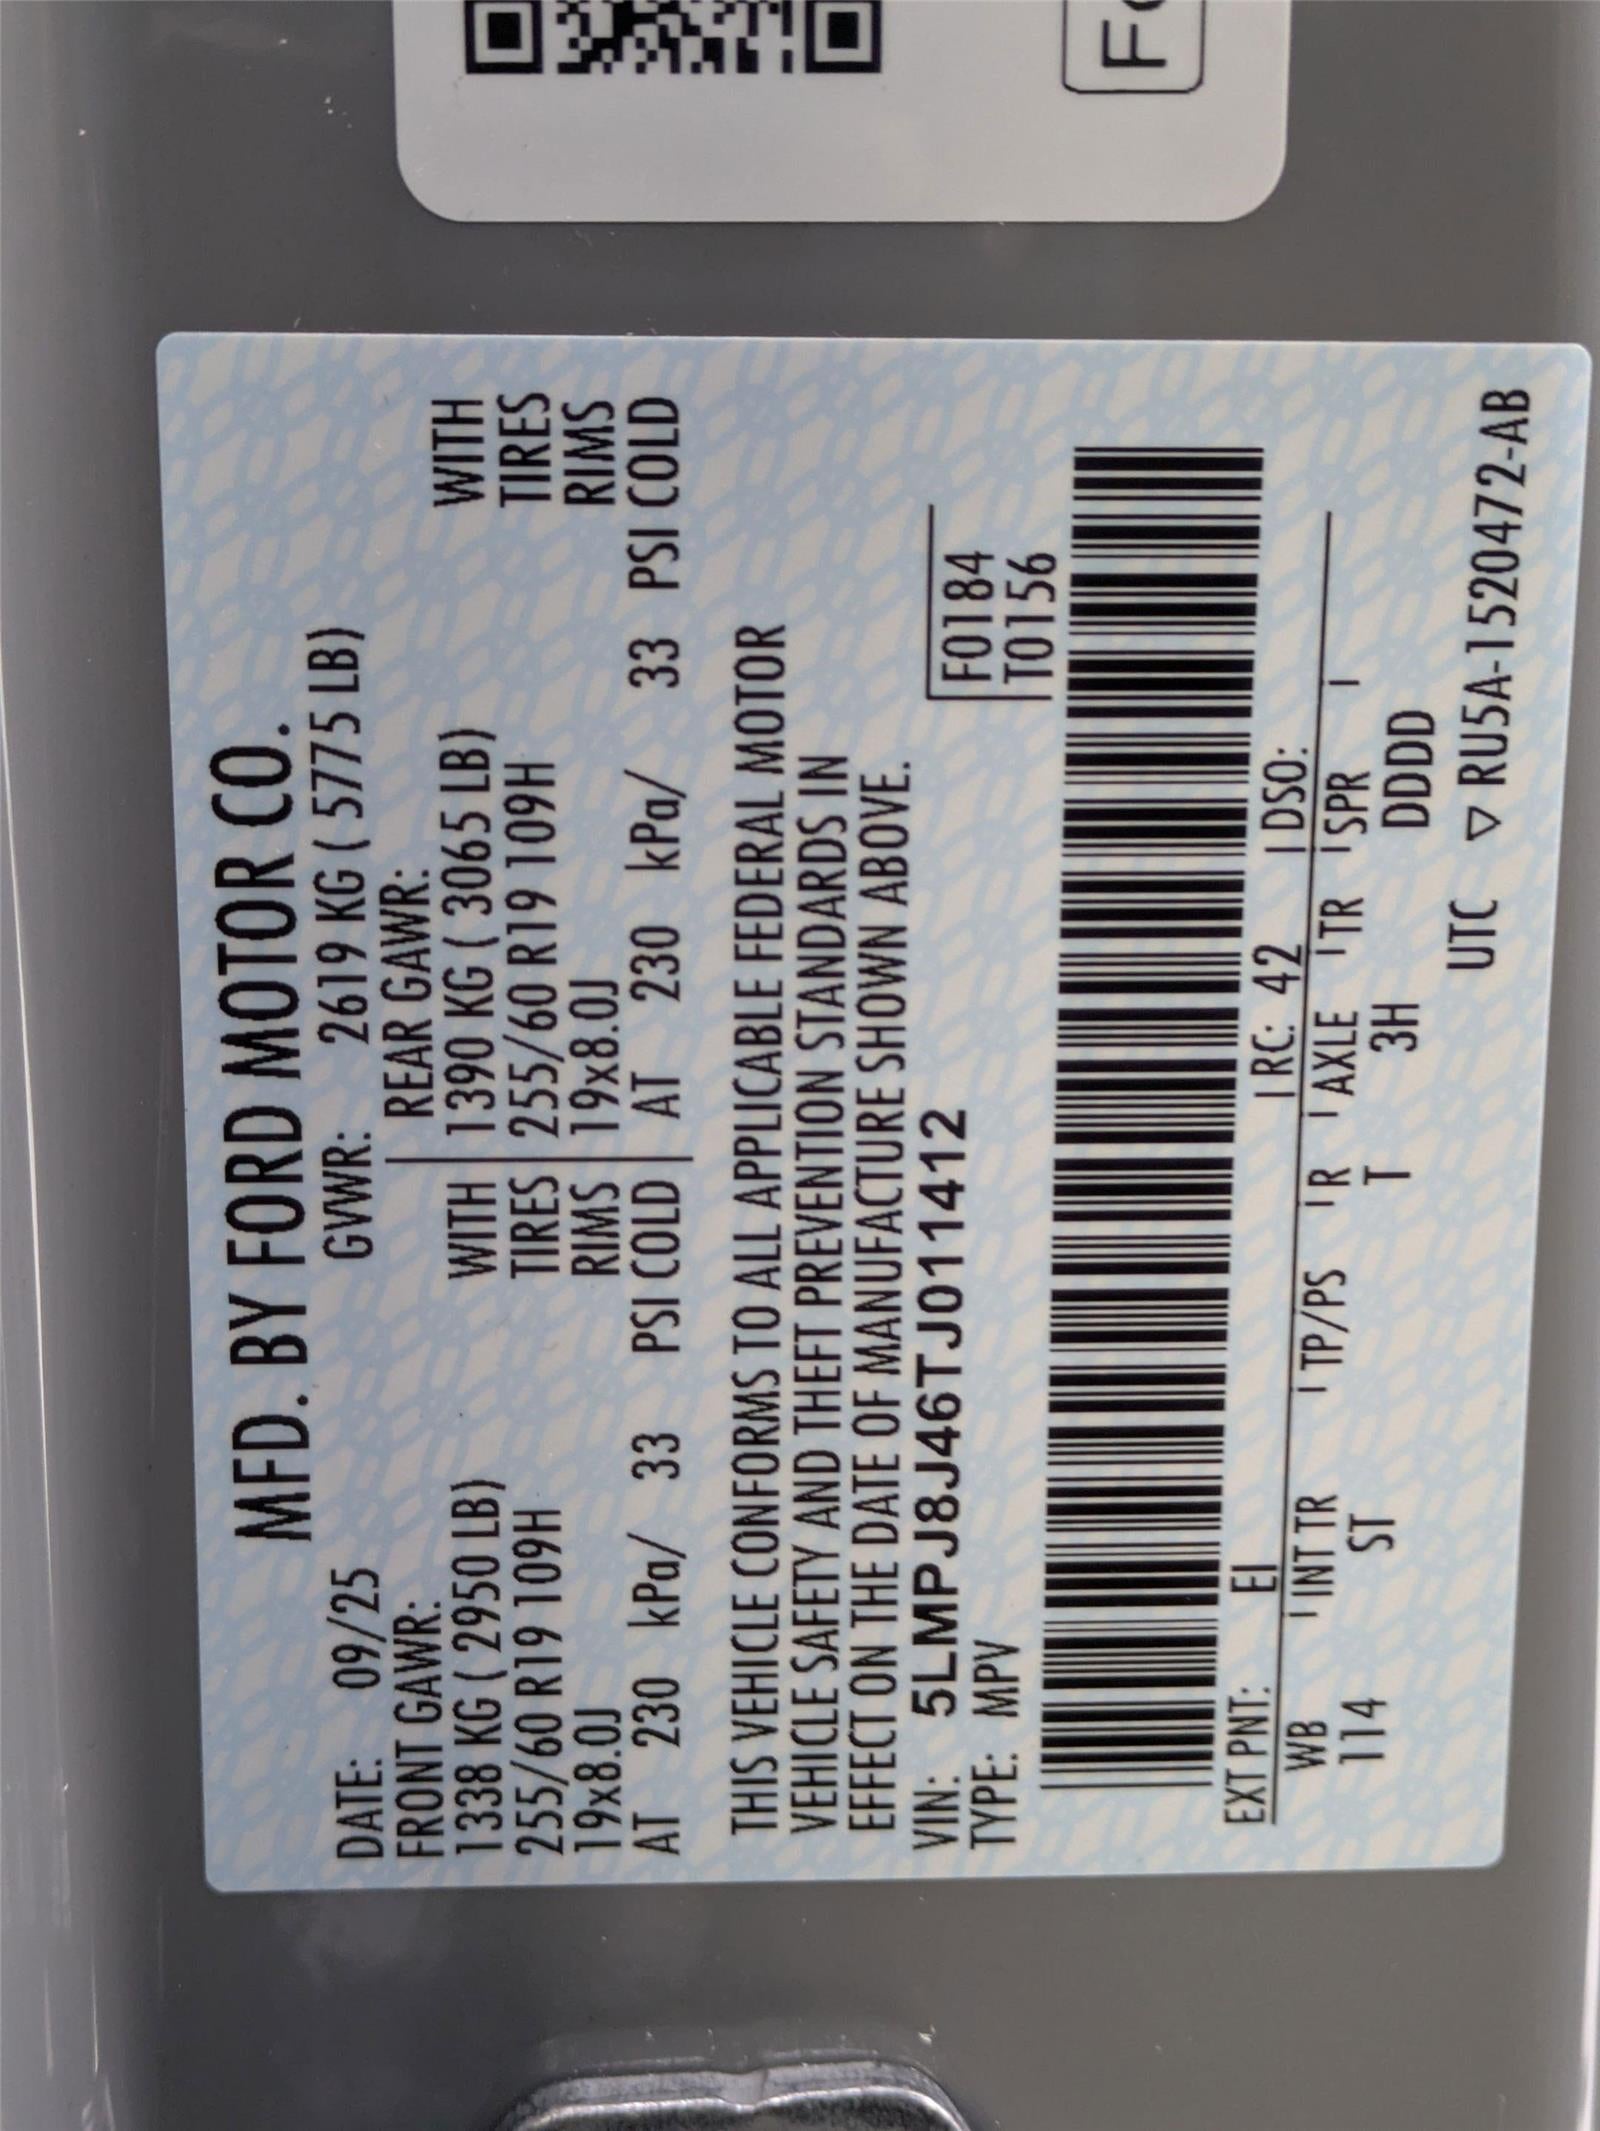 MFD. BY FORD MOTOR CO.
DATE: 09/25 GVWR: 2619 KG ( 5775 LB)
FRONT GAWR: REAR GAWR:
1338 KG ( 2950 LB) WITH 1390 KG ( 3065 LB) WITH
255/60 R19 109H TIRES 255/60 R19 109H TIRES
19x8.0J RIMS 19x8.0J RIMS
AT 230 kPa/ 33 PSI COLD AT 230 kPa/ 33 PSI COLD
THIS VEHICLE CONFORMS TO ALL APPLICABLE FEDERAL MOTOR
VEHICLE SAFETY AND THEFT PREVENTION STANDARDS IN
EFFECT ON THE DATE OF MANUFACTURE SHOWN ABOVE.
VIN: 5LMPJ8J46TJ011412
TYPE: MPV
F0184
T0156
EXT PNT: EI RC: 42 DSO:
WB INT TR TP/PS R AXLE TR SPR
114 ST T 3H DDDD
UTC ▽ RU5A-1520472-AB